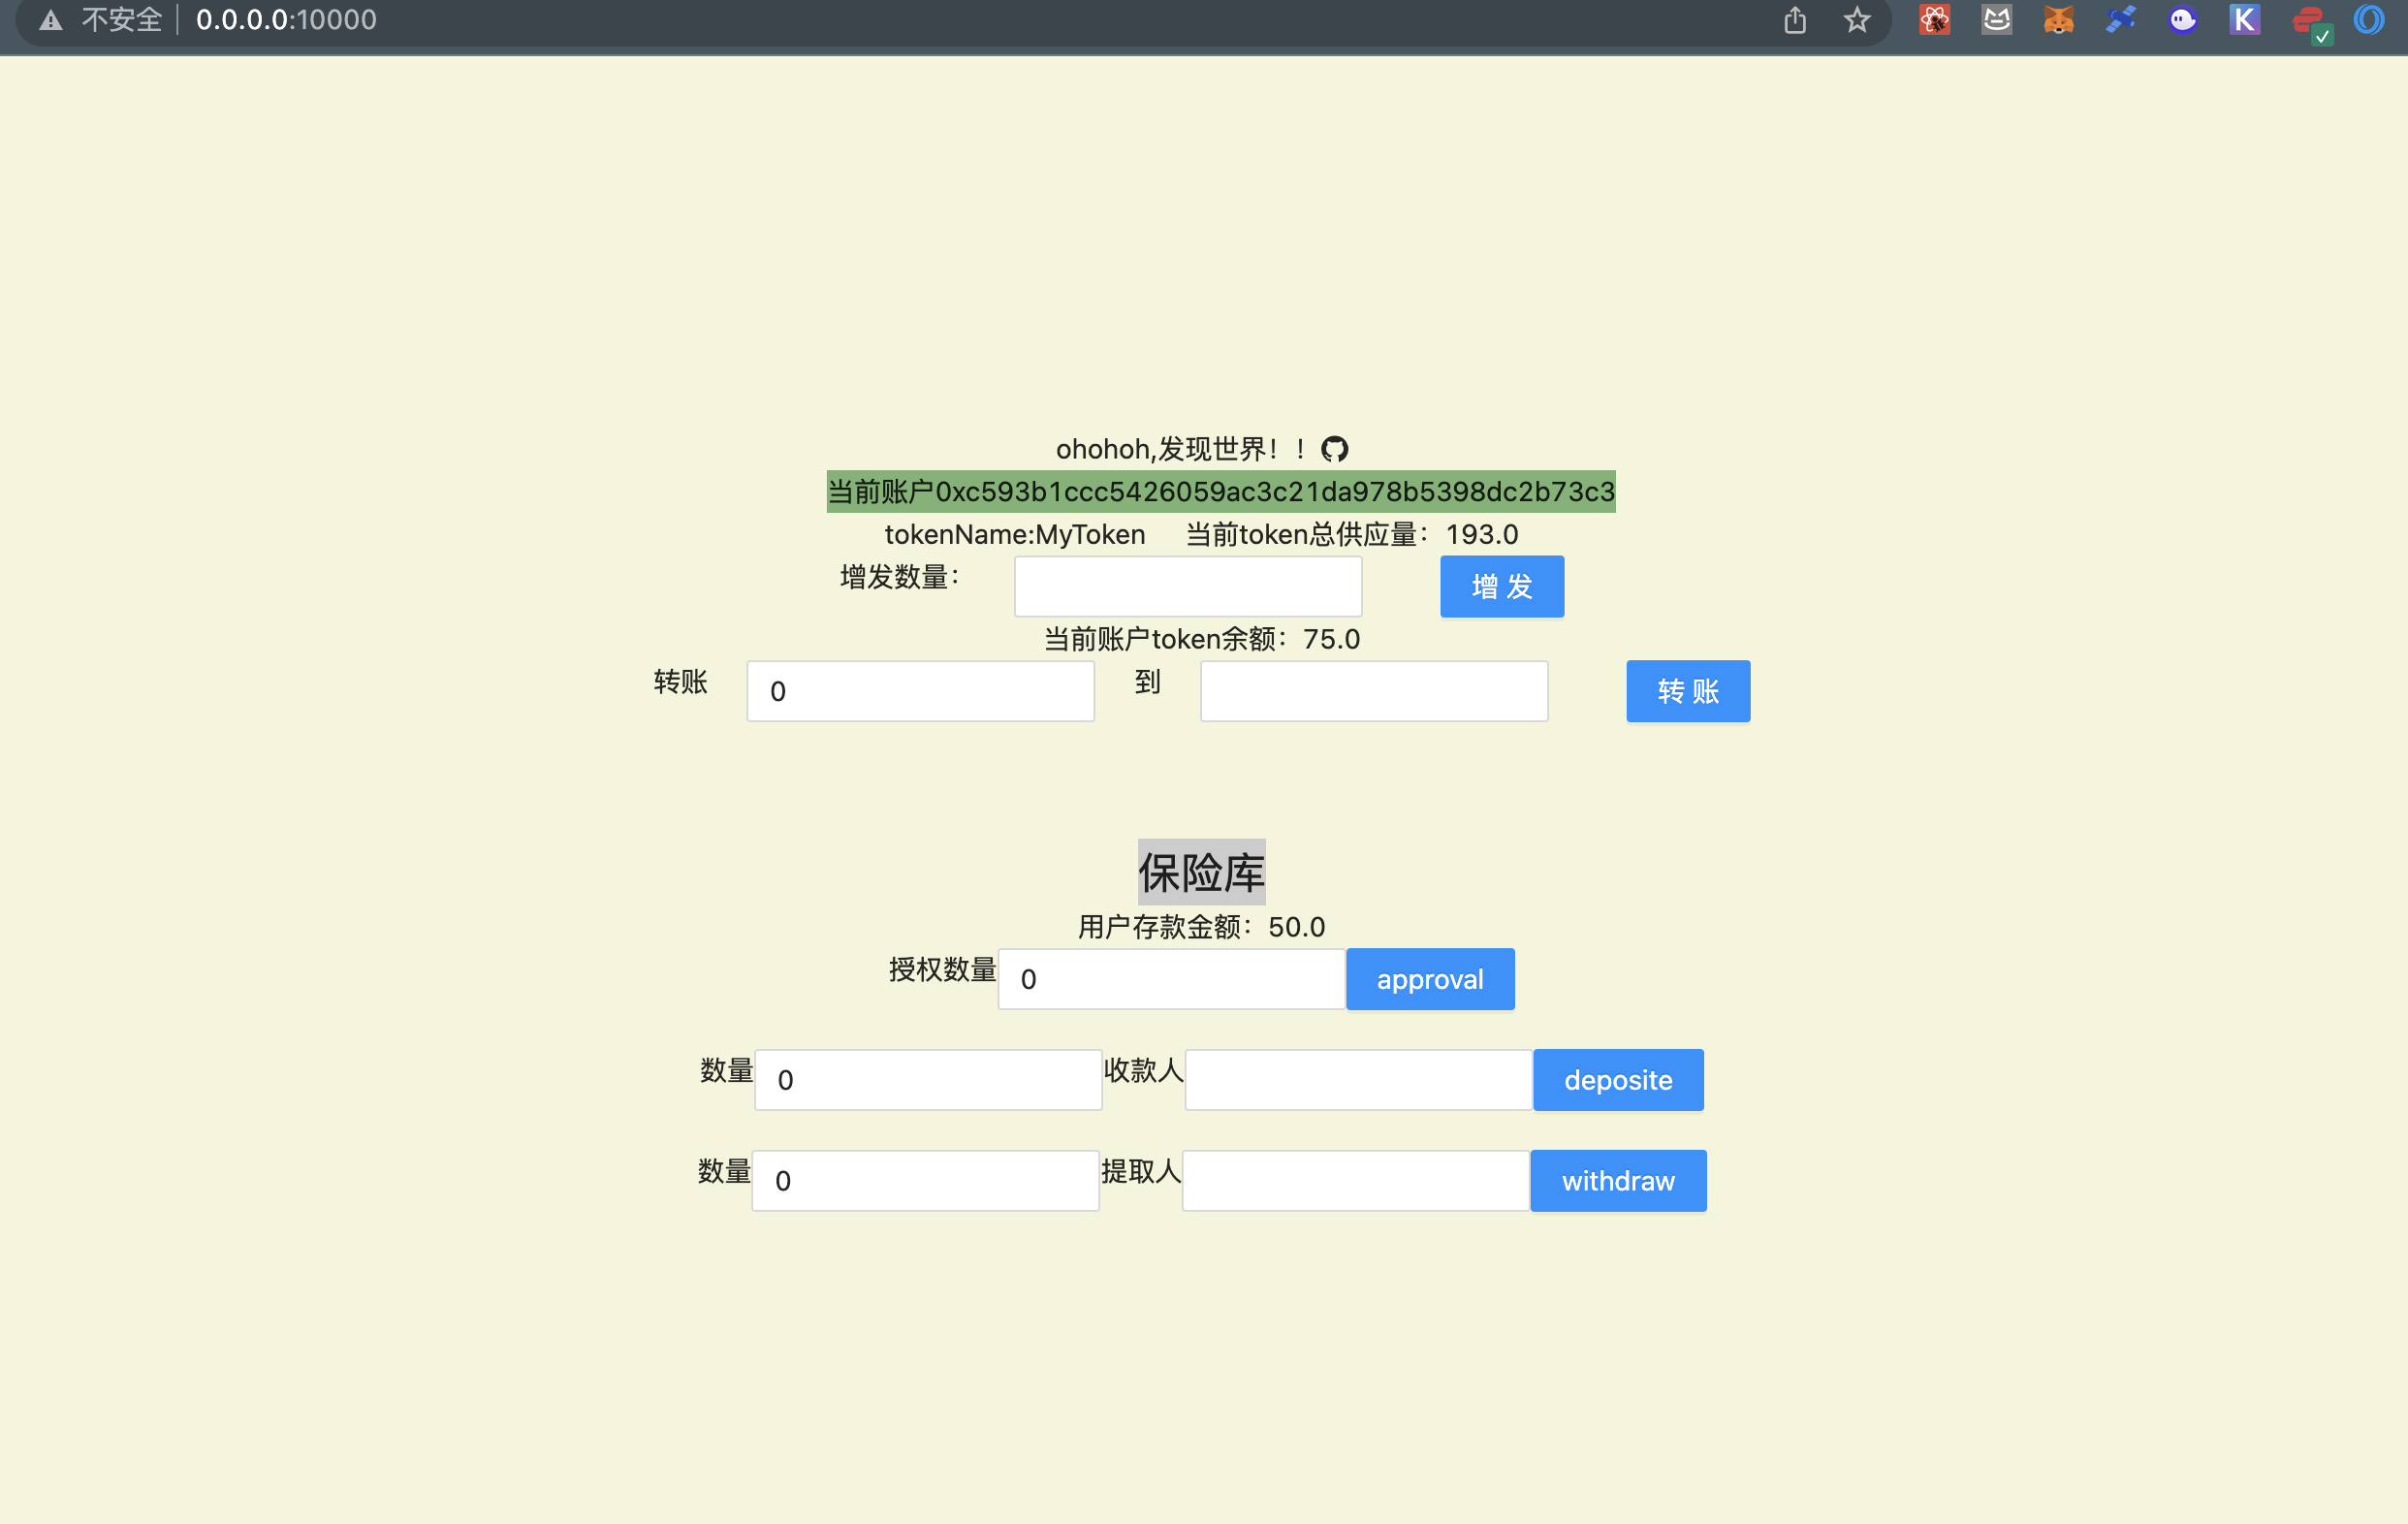 不安全 0.0.0.0:10000
K
ohohoh,发现世界！！
当前账户0xc593b1ccc5426059ac3c21da978b5398dc2b73c3
tokenName:MyToken 当前token总供应量：193.0
增发数量： 增 发
当前账户token余额：75.0
转账 0 到 转 账
保险库
用户存款金额：50.0
授权数量 0 approval
数量 0 收款人 deposite
数量 0 提取人 withdraw